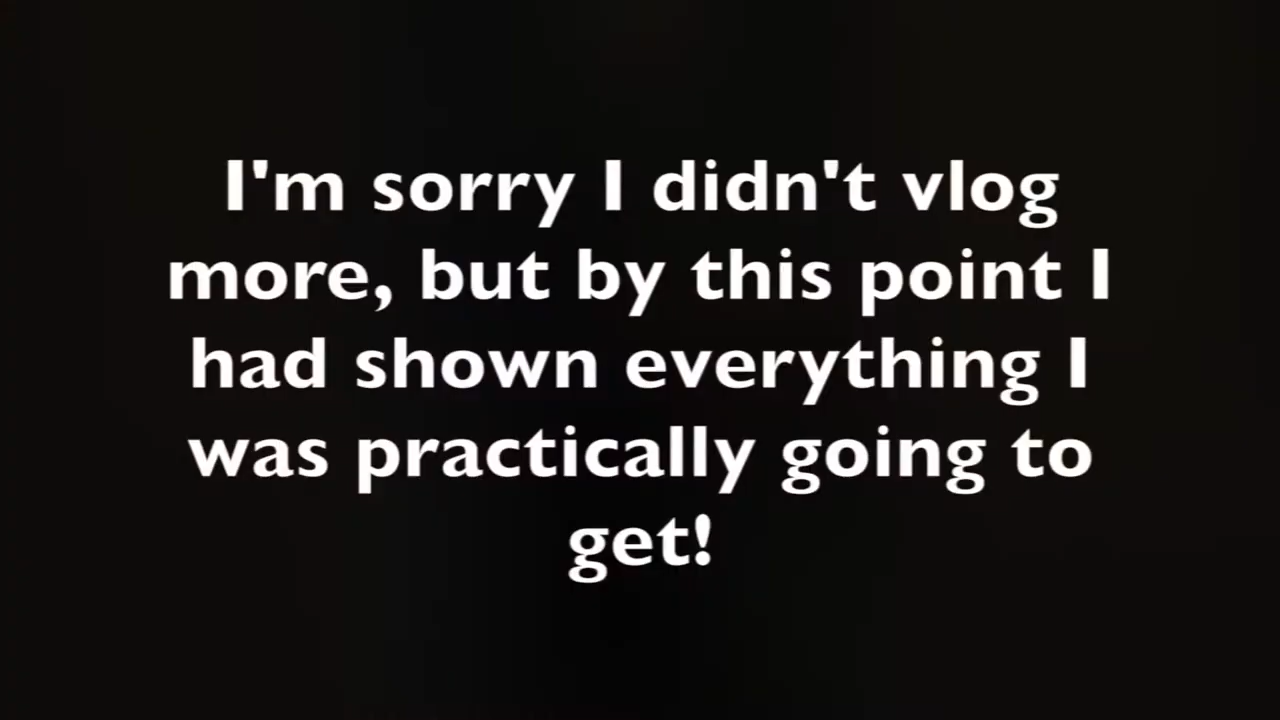 I'm sorry I didn't vlog
more, but by this point I
had shown everything I
was practically going to
get!